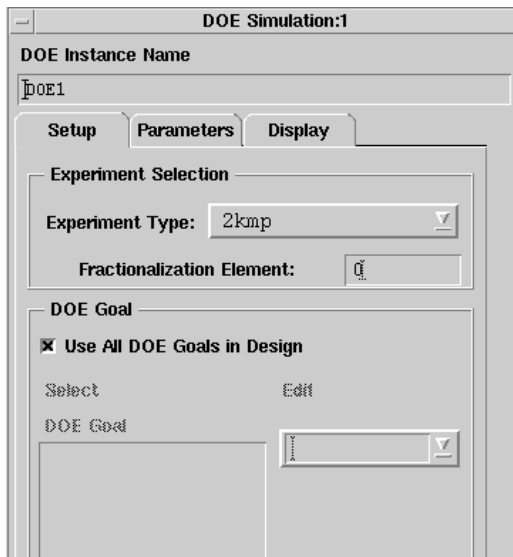 DOE Simulation:1
DOE Instance Name
DOE1
Setup Parameters Display
Experiment Selection
Experiment Type: 2kmp
Fractionalization Element: 0
DOE Goal
Use All DOE Goals in Design
Select Edit
DOE Goal